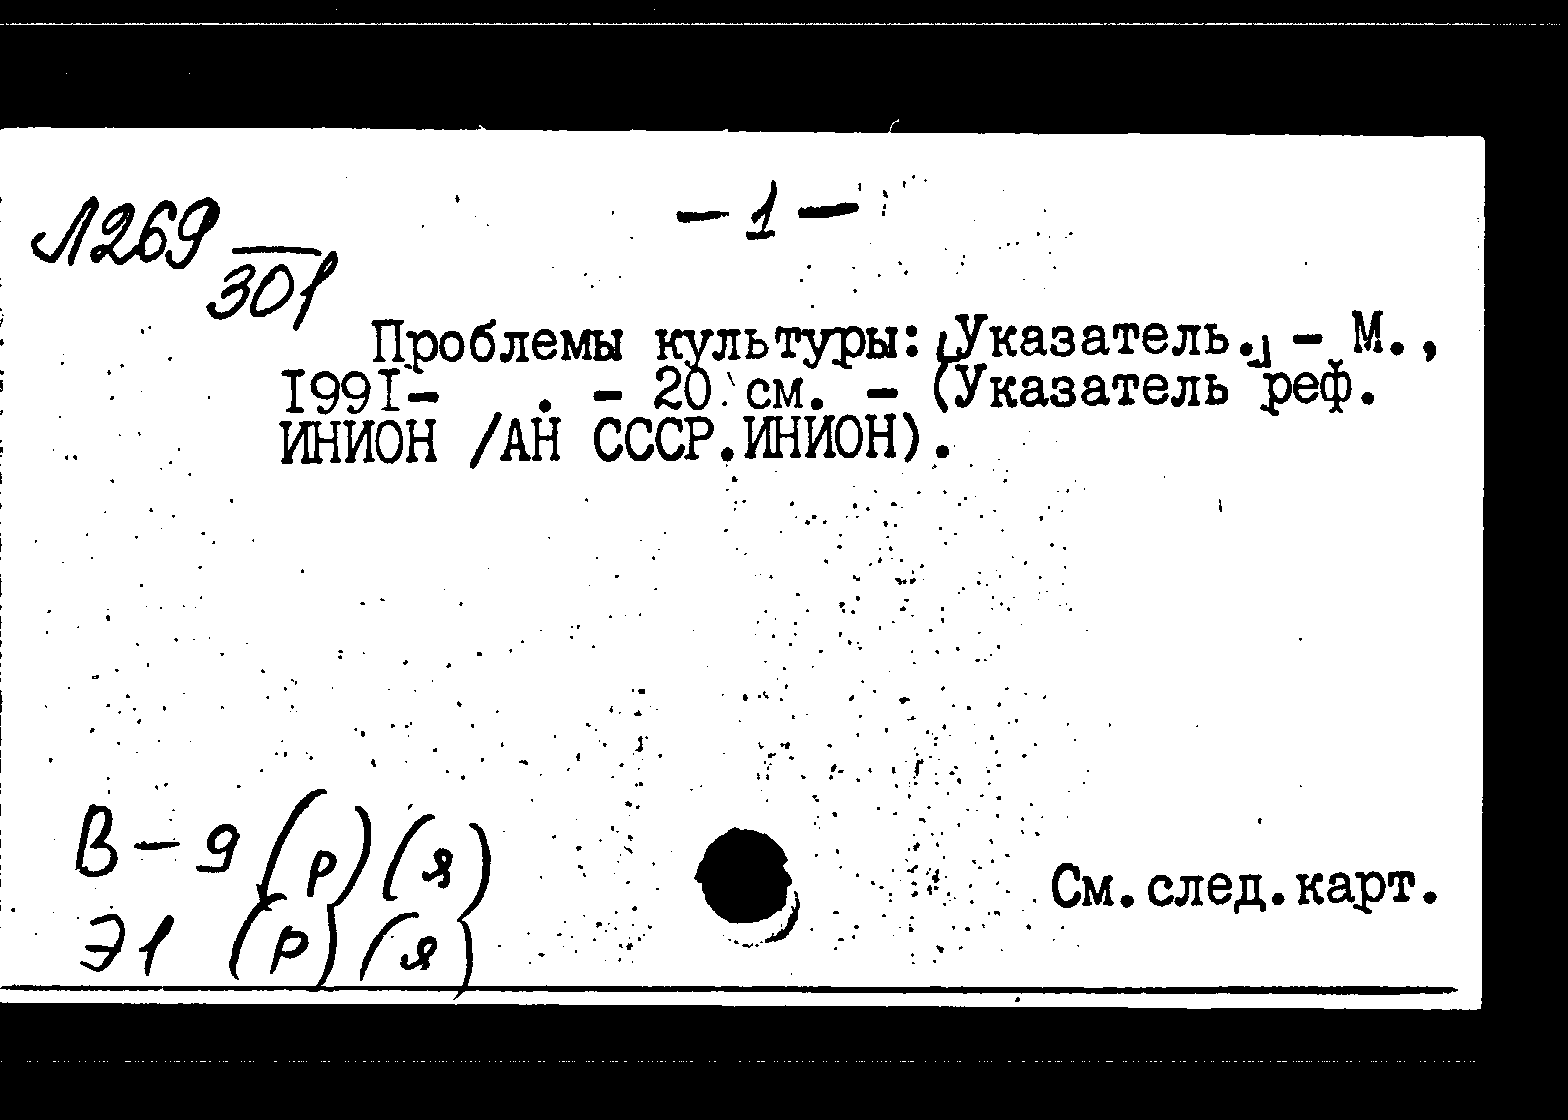 Л269
301
— 1 —
Проблемы культуры: [Указатель.] - М.,
1991- . - 20 см. - (Указатель реф.
ИНИОН /АН СССР.ИНИОН).
В – 9 (р) (я)
Э1 (р) (я)
См.след.карт.